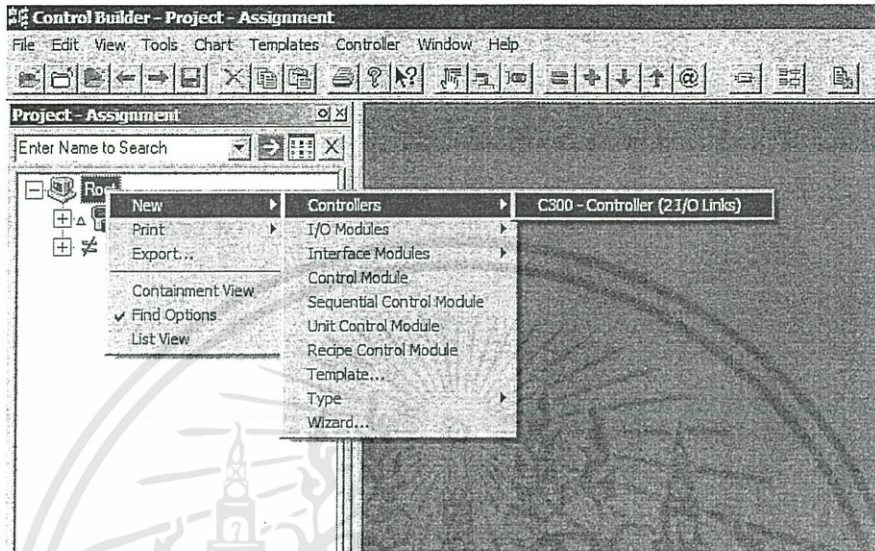 Control Builder - Project - Assignment
File Edit View Tools Chart Templates Controller Window Help
Project - Assignment
Enter Name to Search
Root
New
Print
Export...
Containment View
Find Options
List View
Controllers
I/O Modules
Interface Modules
Control Module
Sequential Control Module
Unit Control Module
Recipe Control Module
Template...
Type
Wizard...
C300 - Controller (2 I/O Links)